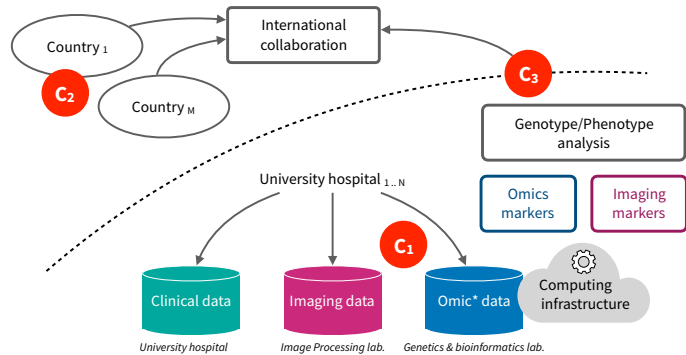 International
collaboration
Country 1
C2
Country M
C3
Genotype/Phenotype
analysis
University hospital 1 .. N
Omics
markers
Imaging
markers
C1
Clinical data
Imaging data
Omic* data
Computing
infrastructure
University hospital
Image Processing lab.
Genetics & bioinformatics lab.